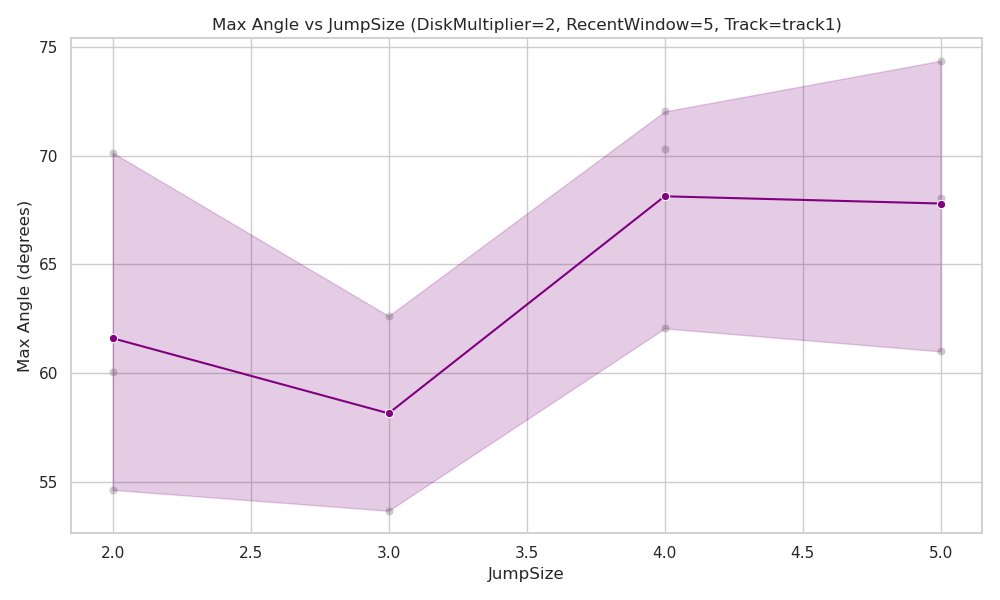 Max Angle vs JumpSize (DiskMultiplier=2, RecentWindow=5, Track=track1)
75
70
65
60
55
Max Angle (degrees)
2.0 2.5 3.0 3.5 4.0 4.5 5.0
JumpSize